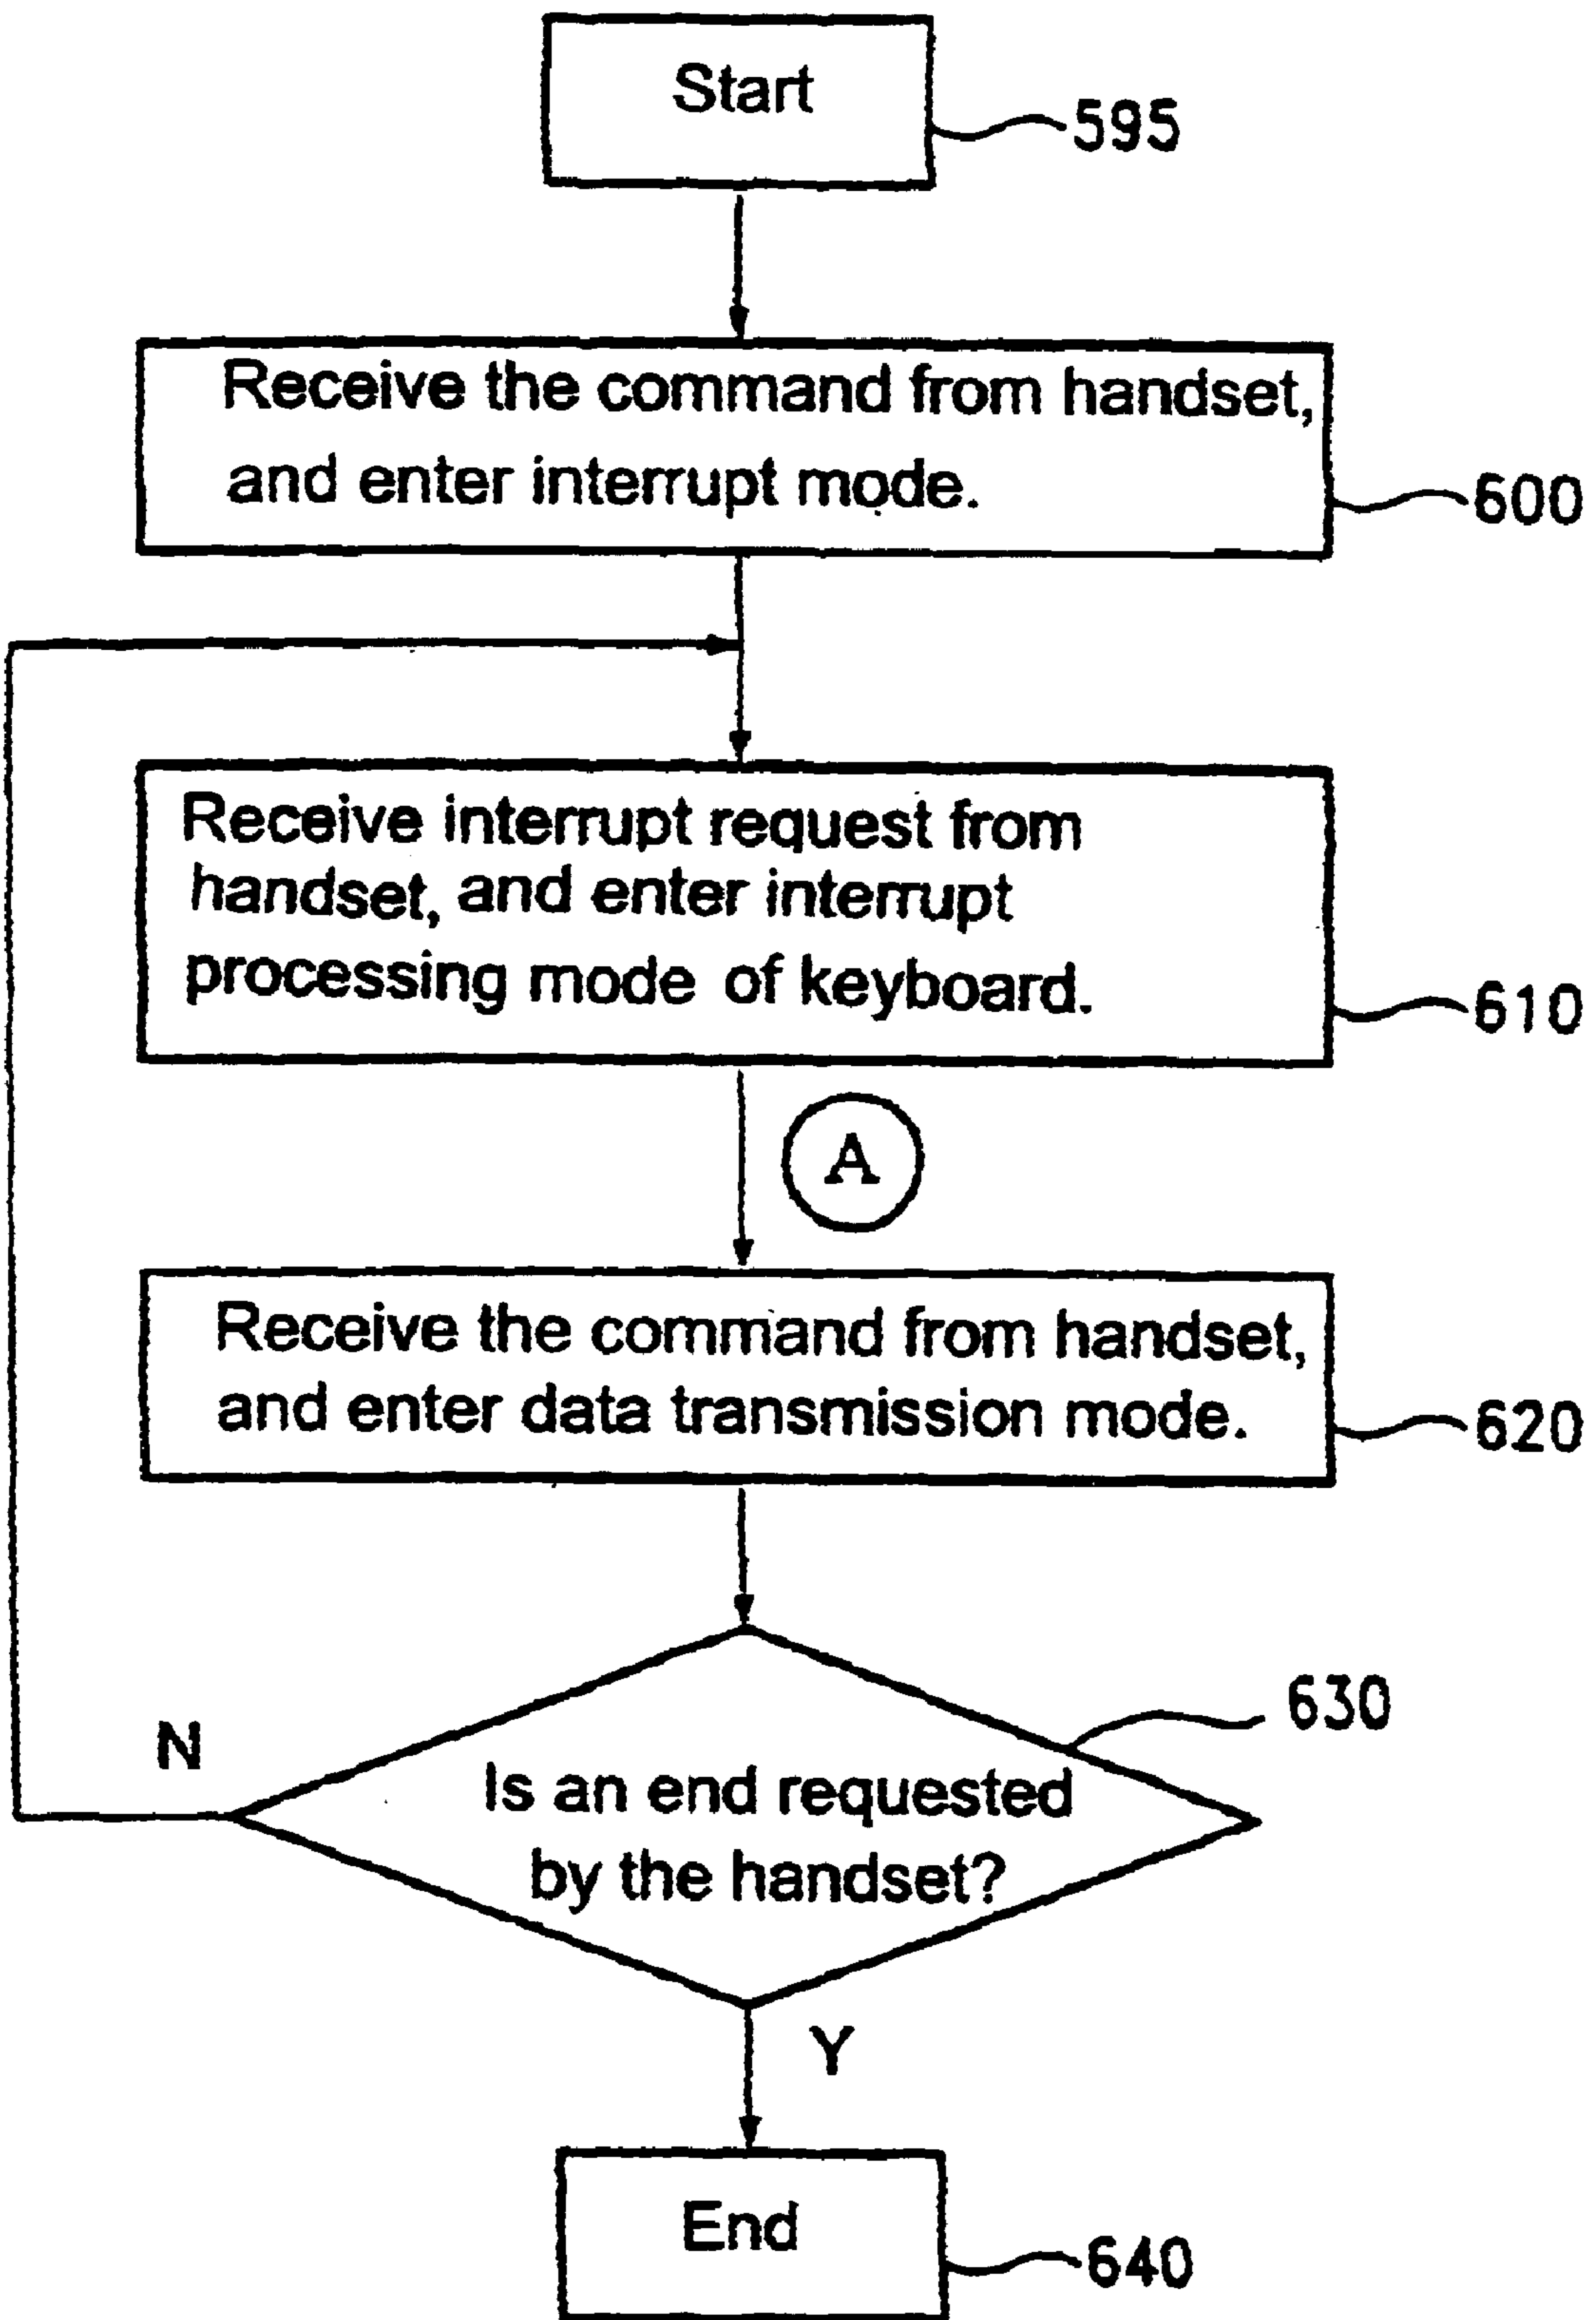 Start
595
Receive the command from handset,
and enter interrupt mode.
600
Receive interrupt request from
handset, and enter interrupt
processing mode of keyboard.
610
A
Receive the command from handset,
and enter data transmission mode.
620
630
N
Is an end requested
by the handset?
Y
End
640